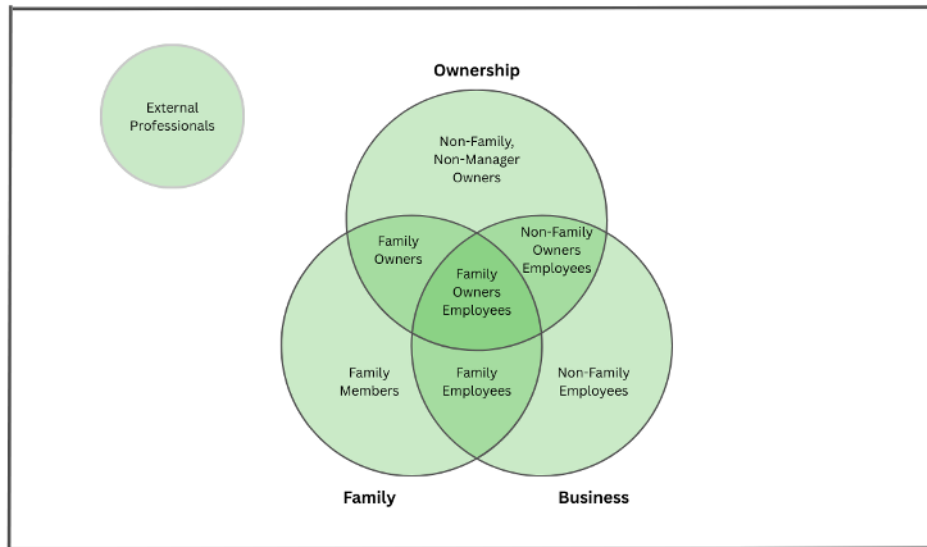 External
Professionals
Ownership
Non-Family,
Non-Manager
Owners
Family
Owners
Non-Family
Owners
Employees
Family
Owners
Employees
Family
Members
Family
Employees
Non-Family
Employees
Family
Business